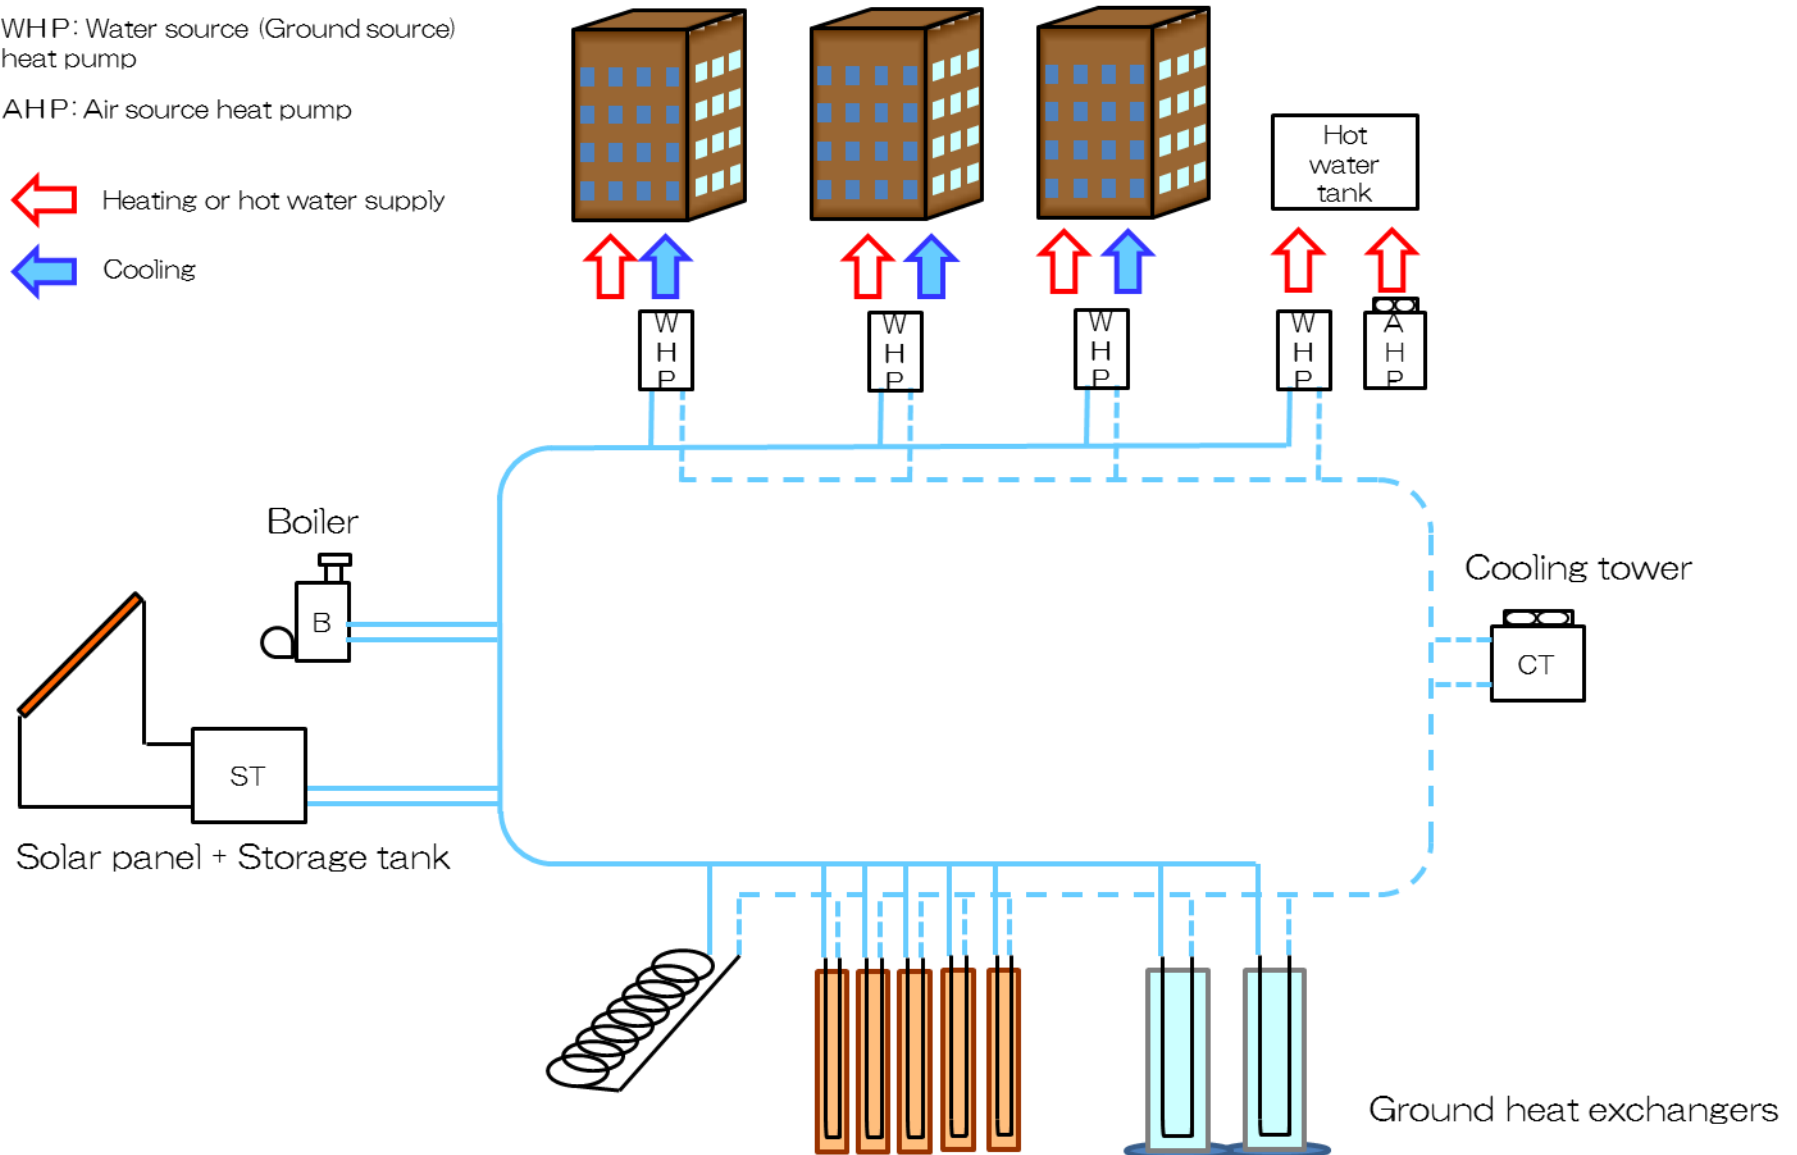 WHP: Water source (Ground source)
heat pump
AHP: Air source heat pump
Heating or hot water supply
Cooling
Hot
water
tank
W
H
P
W
H
P
W
H
P
W
H
P
A
H
P
Boiler
B
Cooling tower
CT
ST
Solar panel + Storage tank
Ground heat exchangers